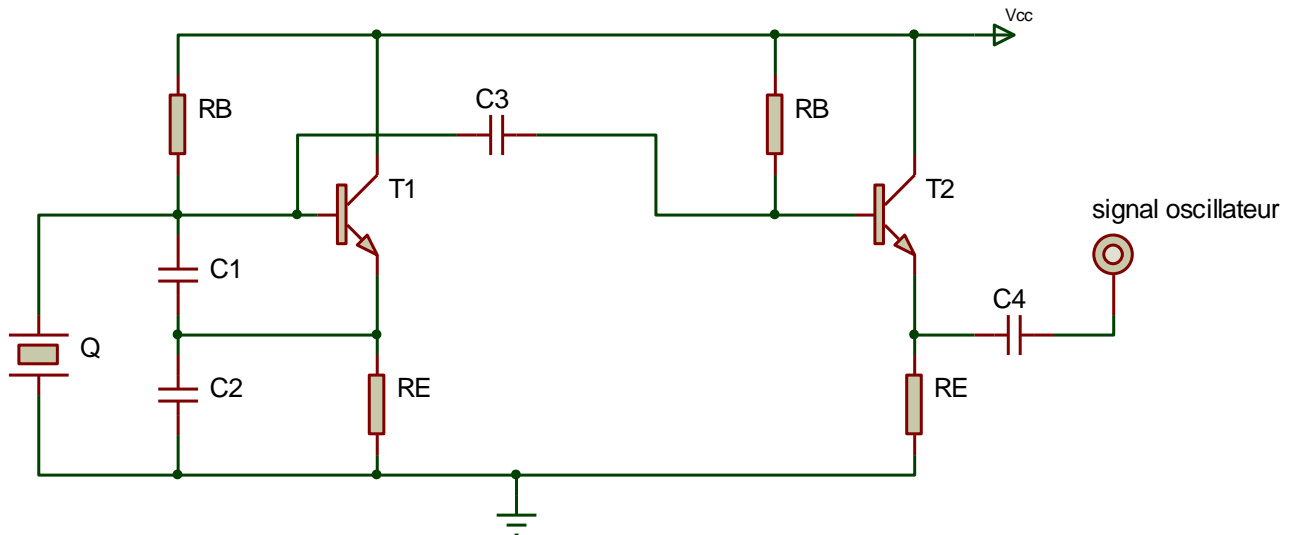 Vcc
RB
C3
RB
T1
T2
signal oscillateur
C1
C4
Q
C2
RE
RE